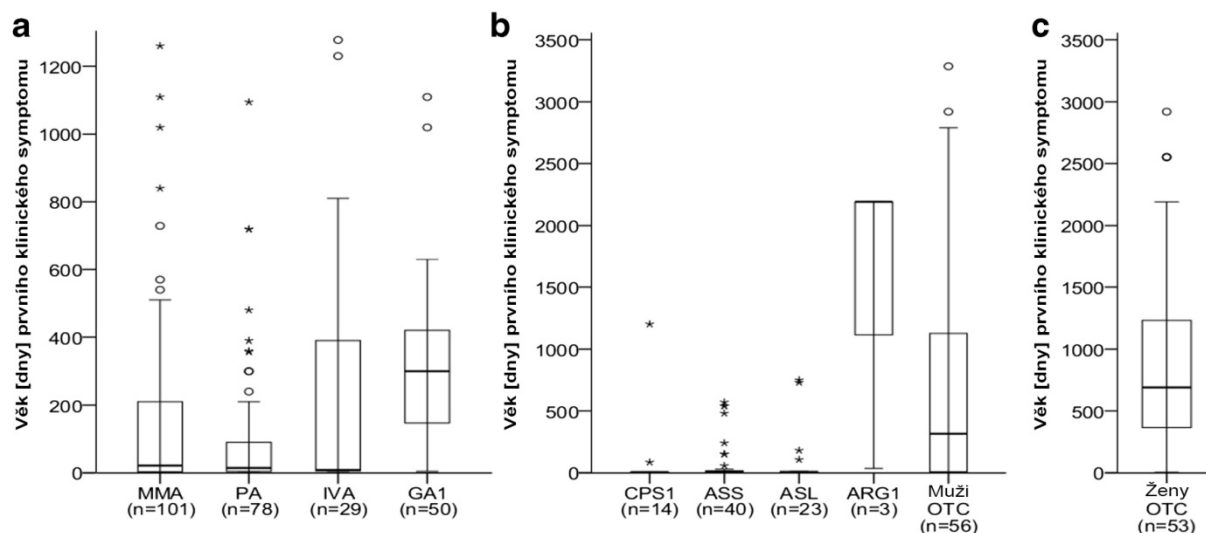 a
Věk [dny] prvního klinického symptomu
1200
1000
800
600
400
200
0
MMA
(n=101)
PA
(n=78)
IVA
(n=29)
GA1
(n=50)
b
Věk [dny] prvního klinického symptomu
3500
3000
2500
2000
1500
1000
500
0
CPS1
(n=14)
ASS
(n=40)
ASL
(n=23)
ARG1
(n=3)
Muži
OTC
(n=56)
c
Věk [dny] prvního klinického symptomu
3500
3000
2500
2000
1500
1000
500
0
Ženy
OTC
(n=53)